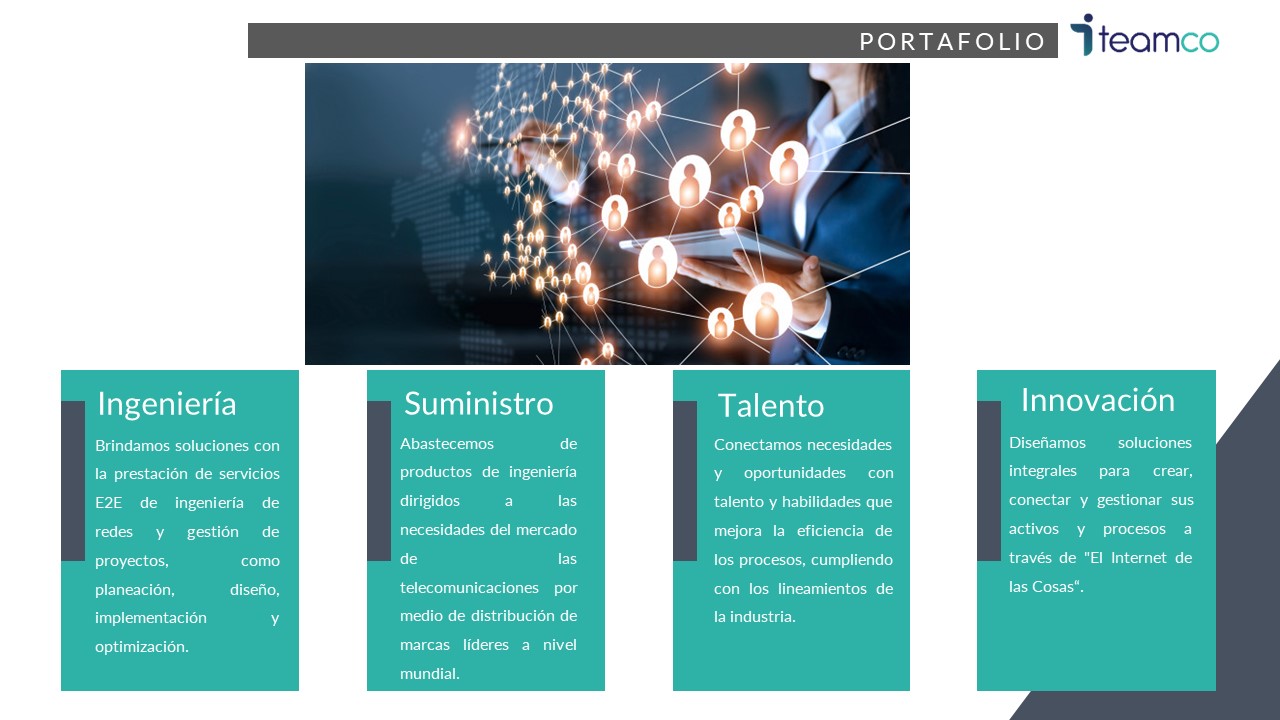 PORTAFOLIO
teamco
Ingeniería
Brindamos soluciones con
la prestación de servicios
E2E de ingeniería de
redes y gestión de
proyectos, como
planeación, diseño,
implementación y
optimización.
Suministro
Abastecemos de
productos de ingeniería
dirigidos a las
necesidades del mercado
de las
telecomunicaciones por
medio de distribución de
marcas líderes a nivel
mundial.
Talento
Conectamos necesidades
y oportunidades con
talento y habilidades que
mejora la eficiencia de
los procesos, cumpliendo
con los lineamientos de
la industria.
Innovación
Diseñamos soluciones
integrales para crear,
conectar y gestionar sus
activos y procesos a
través de "El Internet de
las Cosas“.